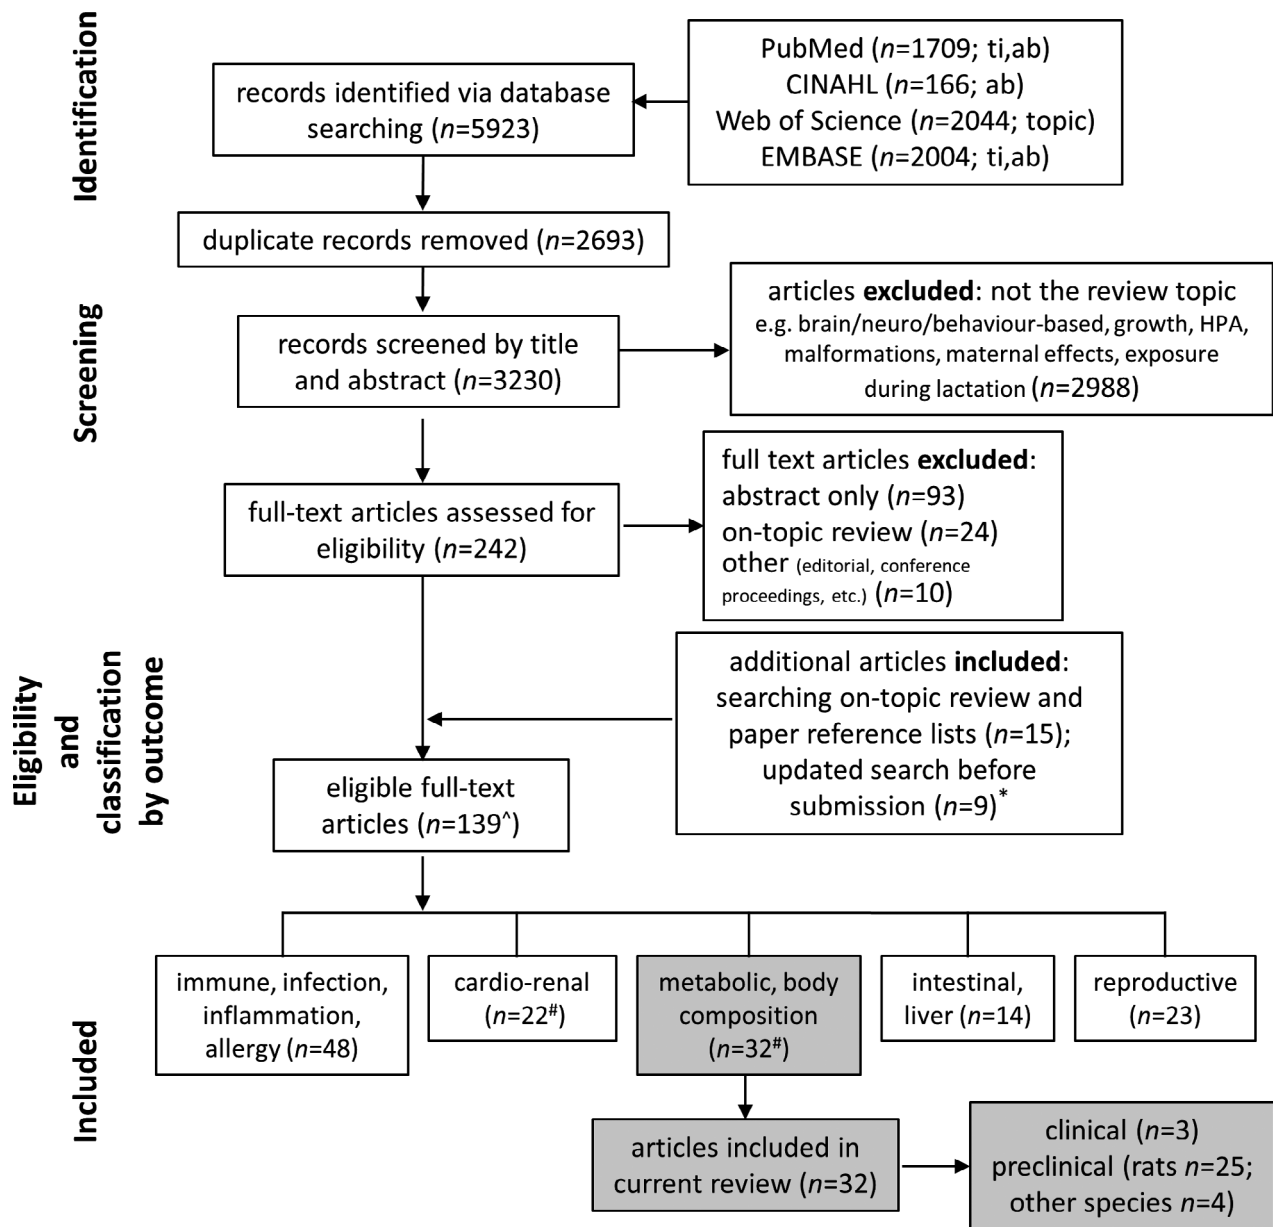 Identification
records identified via database
searching (n=5923)
PubMed (n=1709; ti,ab)
CINAHL (n=166; ab)
Web of Science (n=2044; topic)
EMBASE (n=2004; ti,ab)
duplicate records removed (n=2693)
Screening
records screened by title
and abstract (n=3230)
articles excluded: not the review topic
e.g. brain/neuro/behaviour-based, growth, HPA,
malformations, maternal effects, exposure
during lactation (n=2988)
full-text articles assessed for
eligibility (n=242)
full text articles excluded:
abstract only (n=93)
on-topic review (n=24)
other (editorial, conference
proceedings, etc.) (n=10)
Eligibility
and
classification
by outcome
additional articles included:
searching on-topic review and
paper reference lists (n=15);
updated search before
submission (n=9)*
eligible full-text
articles (n=139^)
Included
immune, infection,
inflammation,
allergy (n=48)
cardio-renal
(n=22#)
metabolic, body
composition
(n=32#)
intestinal,
liver (n=14)
reproductive
(n=23)
articles included in
current review (n=32)
clinical (n=3)
preclinical (rats n=25;
other species n=4)